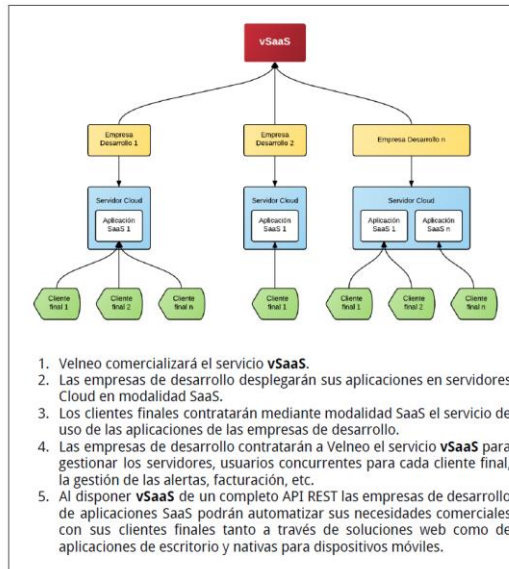 vSaaS
Empresa
Desarrollo 1
Empresa
Desarrollo 2
Empresa Desarrollo n
Servidor Cloud
Aplicación
SaaS 1
Servidor Cloud
Aplicación
SaaS 1
Servidor Cloud
Aplicación
SaaS 1
Aplicación
SaaS n
Cliente
final 1
Cliente
final 2
Cliente
final n
Cliente
final 1
Cliente
final 1
Cliente
final 2
Cliente
final n
1. Velneo comercializará el servicio vSaaS.
2. Las empresas de desarrollo desplegarán sus aplicaciones en servidores
Cloud en modalidad SaaS.
3. Los clientes finales contratarán mediante modalidad SaaS el servicio de
uso de las aplicaciones de las empresas de desarrollo.
4. Las empresas de desarrollo contratarán a Velneo el servicio vSaaS para
gestionar los servidores, usuarios concurrentes para cada cliente final,
la gestión de las alertas, facturación, etc.
5. Al disponer vSaaS de un completo API REST las empresas de desarrollo
de aplicaciones SaaS podrán automatizar sus necesidades comerciales
con sus clientes finales tanto a través de soluciones web como de
aplicaciones de escritorio y nativas para dispositivos móviles.